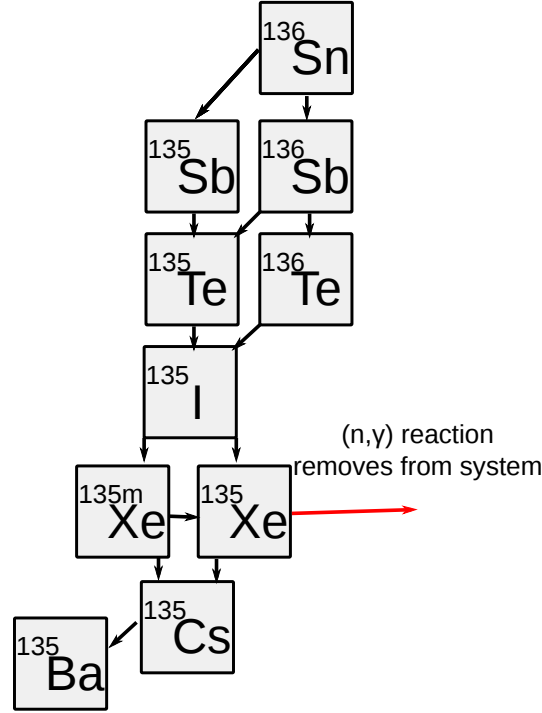 136Sn
135Sb
136Sb
135Te
136Te
135I
(n,γ) reaction
removes from system
135mXe
135Xe
135Cs
135Ba